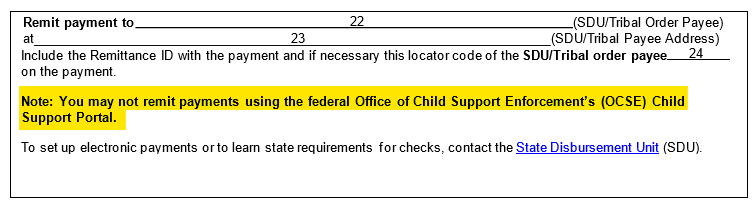 Remit payment to 22 (SDU/Tribal Order Payee)
at 23 (SDU/Tribal Payee Address)
Include the Remittance ID with the payment and if necessary this locator code of the SDU/Tribal order payee 24
on the payment.
Note: You may not remit payments using the federal Office of Child Support Enforcement's (OCSE) Child
Support Portal.
To set up electronic payments or to learn state requirements for checks, contact the State Disbursement Unit (SDU).